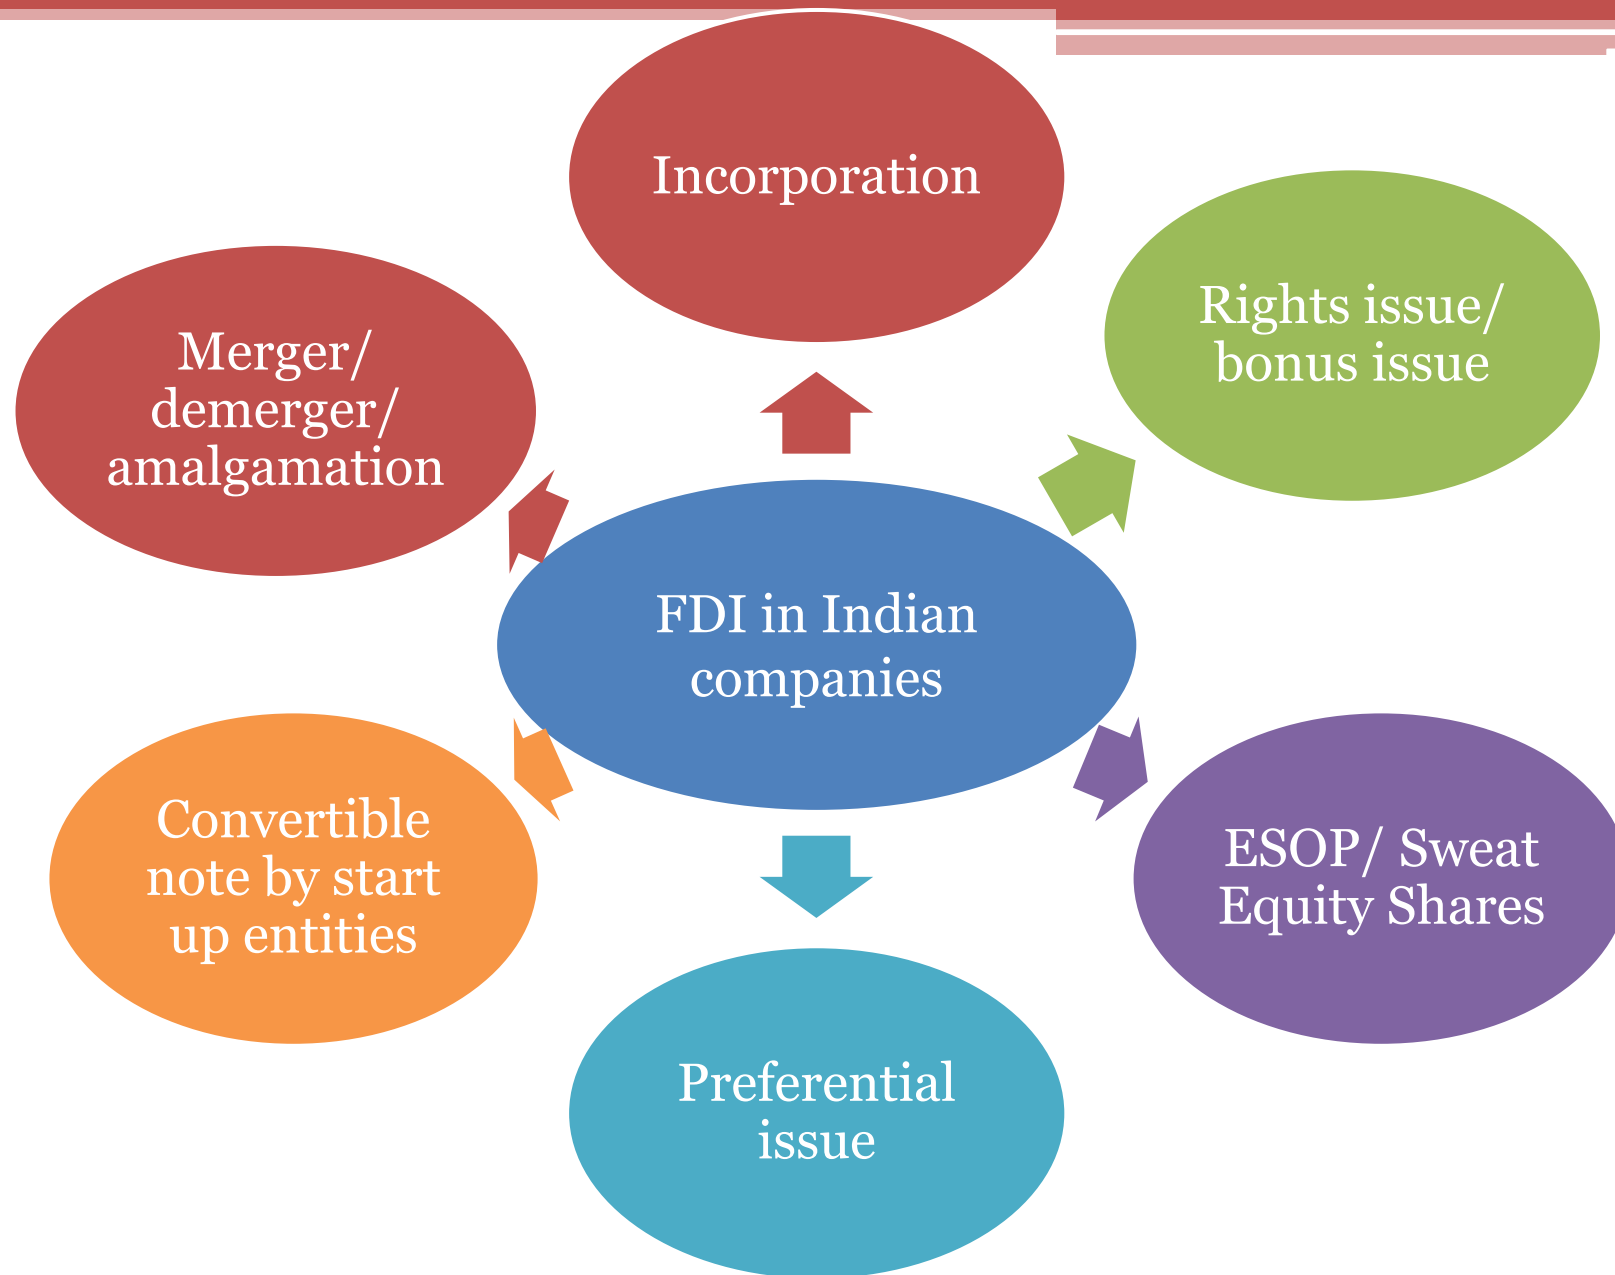 Incorporation
Rights issue/
bonus issue
Merger/
demerger/
amalgamation
FDI in Indian
companies
Convertible
note by start
up entities
ESOP/ Sweat
Equity Shares
Preferential
issue